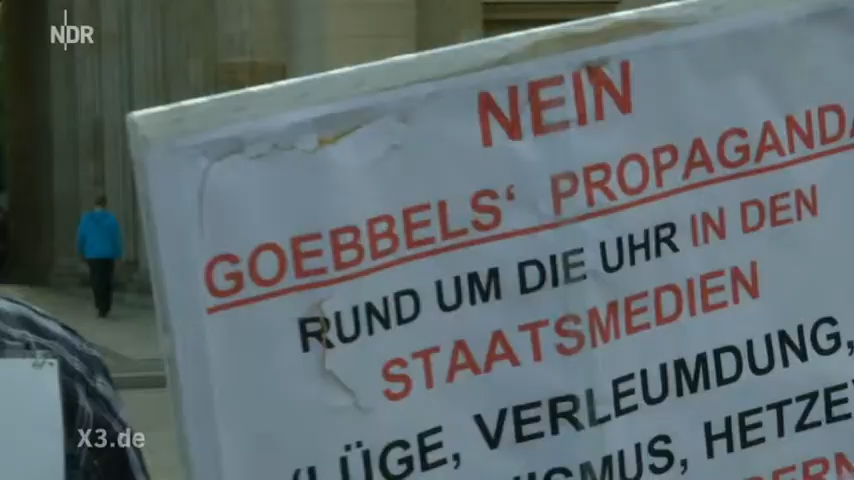 NDR
NEIN
GOEBBELS' PROPAGANDA
RUND UM DIE UHR IN DEN
STAATSMEDIEN
LÜGE, VERLEUMDUNG,
HETZE
X3.de